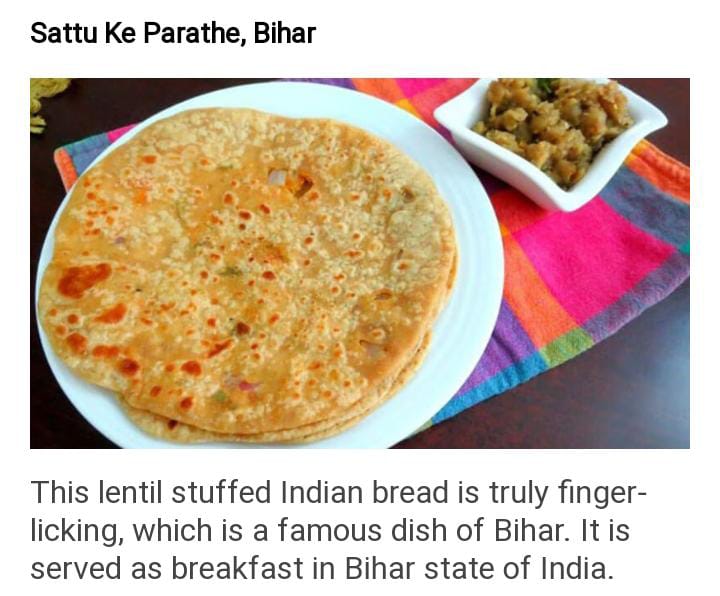 Sattu Ke Parathe, Bihar
This lentil stuffed Indian bread is truly finger-
licking, which is a famous dish of Bihar. It is
served as breakfast in Bihar state of India.